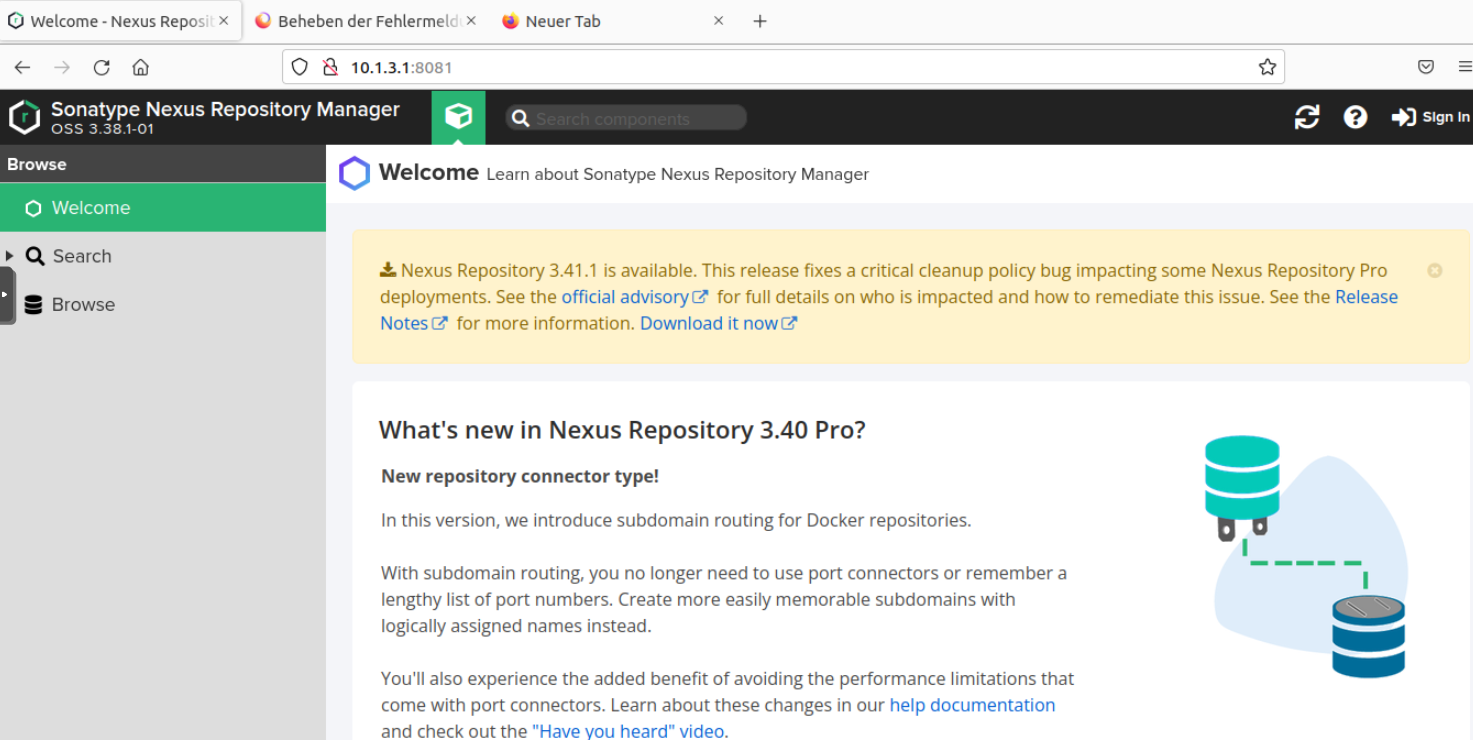 Welcome - Nexus Reposit
Beheben der Fehlermeld
Neuer Tab
10.1.3.1:8081
Sonatype Nexus Repository Manager
OSS 3.38.1-01
Search components
Sign In
Browse
Welcome
Search
Browse
Welcome Learn about Sonatype Nexus Repository Manager
Nexus Repository 3.41.1 is available. This release fixes a critical cleanup policy bug impacting some Nexus Repository Pro
deployments. See the official advisory for full details on who is impacted and how to remediate this issue. See the Release
Notes for more information. Download it now
What's new in Nexus Repository 3.40 Pro?
New repository connector type!
In this version, we introduce subdomain routing for Docker repositories.
With subdomain routing, you no longer need to use port connectors or remember a
lengthy list of port numbers. Create more easily memorable subdomains with
logically assigned names instead.
You'll also experience the added benefit of avoiding the performance limitations that
come with port connectors. Learn about these changes in our help documentation
and check out the "Have you heard" video.